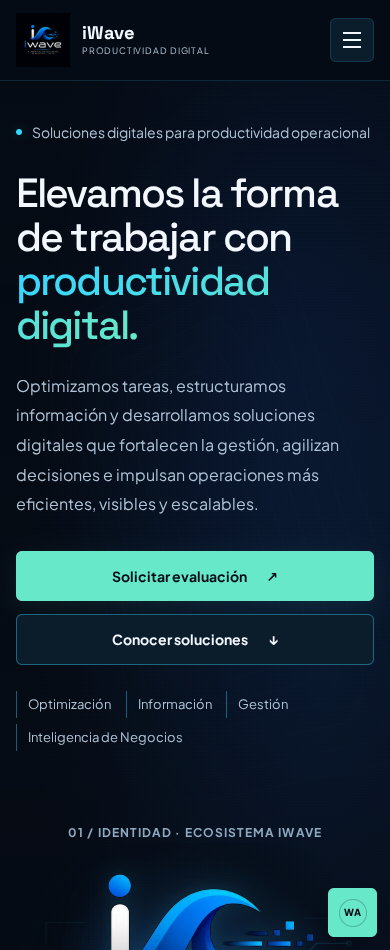 iWave
PRODUCTIVIDAD DIGITAL
iwave
Soluciones digitales para productividad operacional
Elevamos la forma
de trabajar con
productividad
digital.
Optimizamos tareas, estructuramos
información y desarrollamos soluciones
digitales que fortalecen la gestión, agilizan
decisiones e impulsan operaciones más
eficientes, visibles y escalables.
Solicitar evaluación ↗
Conocer soluciones ↓
Optimización
Información
Gestión
Inteligencia de Negocios
01 / IDENTIDAD · ECOSISTEMA IWAVE
WA